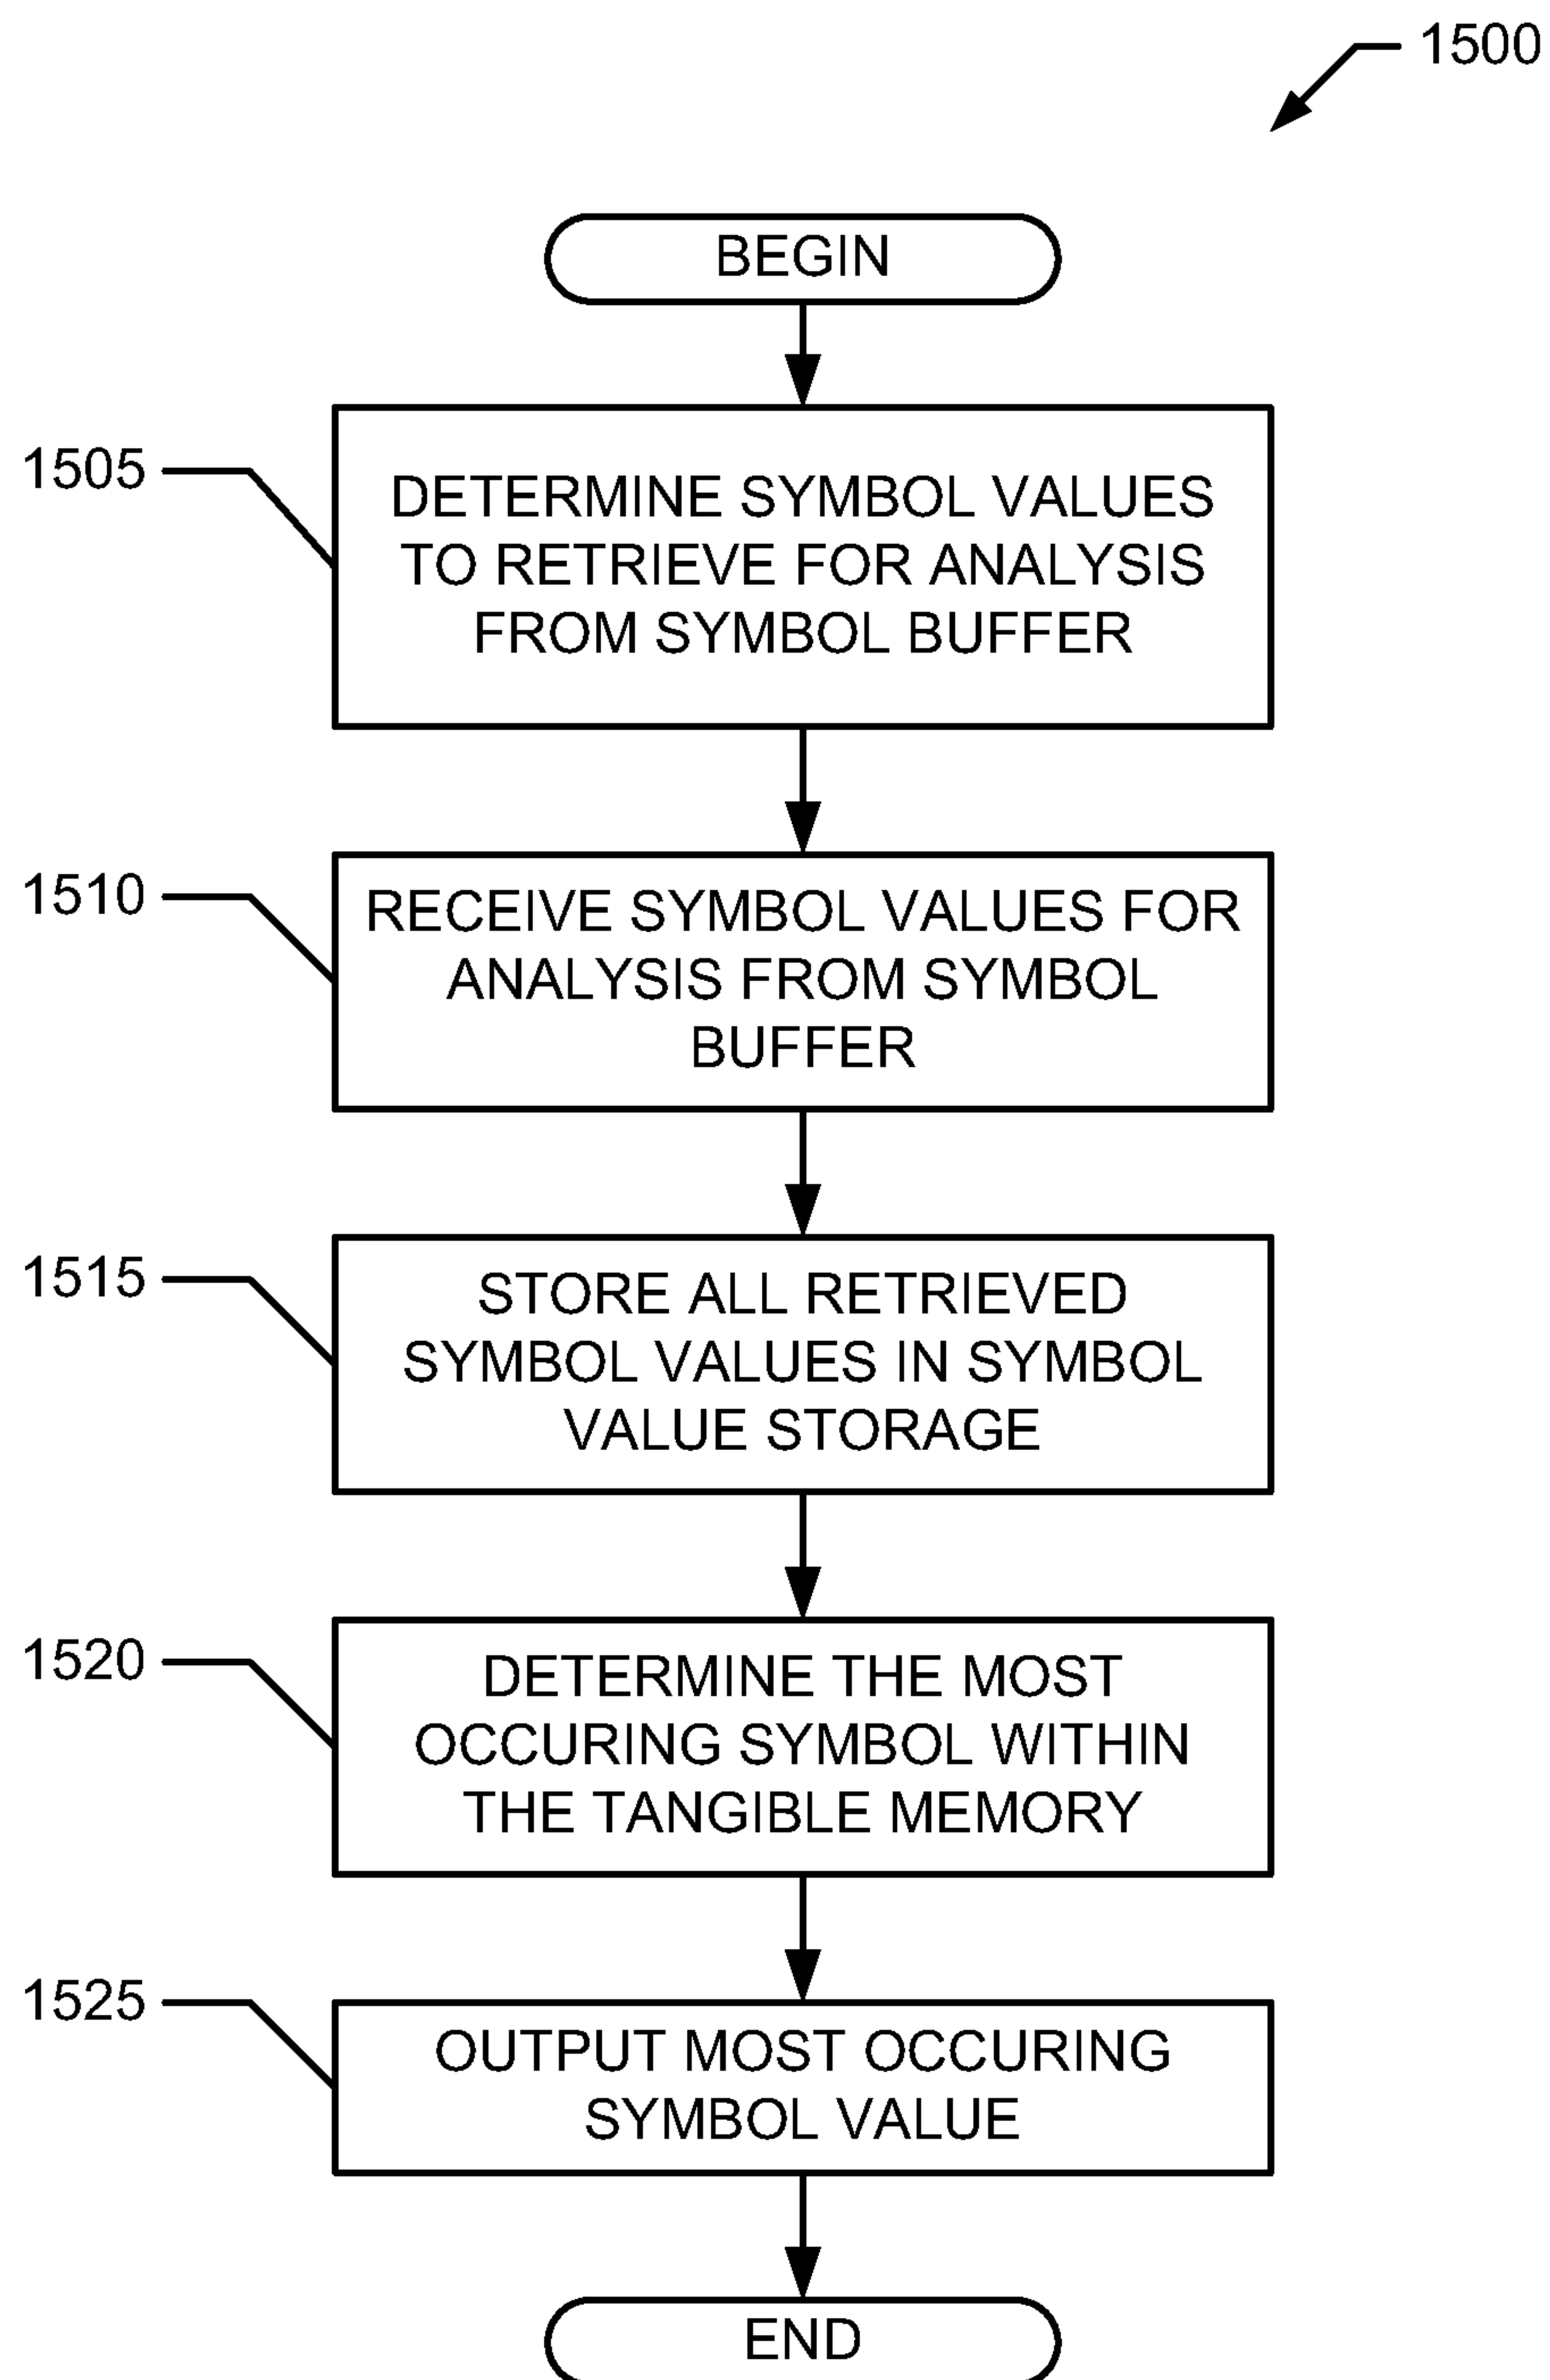 1500
BEGIN
1505
DETERMINE SYMBOL VALUES
TO RETRIEVE FOR ANALYSIS
FROM SYMBOL BUFFER
1510
RECEIVE SYMBOL VALUES FOR
ANALYSIS FROM SYMBOL
BUFFER
1515
STORE ALL RETRIEVED
SYMBOL VALUES IN SYMBOL
VALUE STORAGE
1520
DETERMINE THE MOST
OCCURING SYMBOL WITHIN
THE TANGIBLE MEMORY
1525
OUTPUT MOST OCCURING
SYMBOL VALUE
END